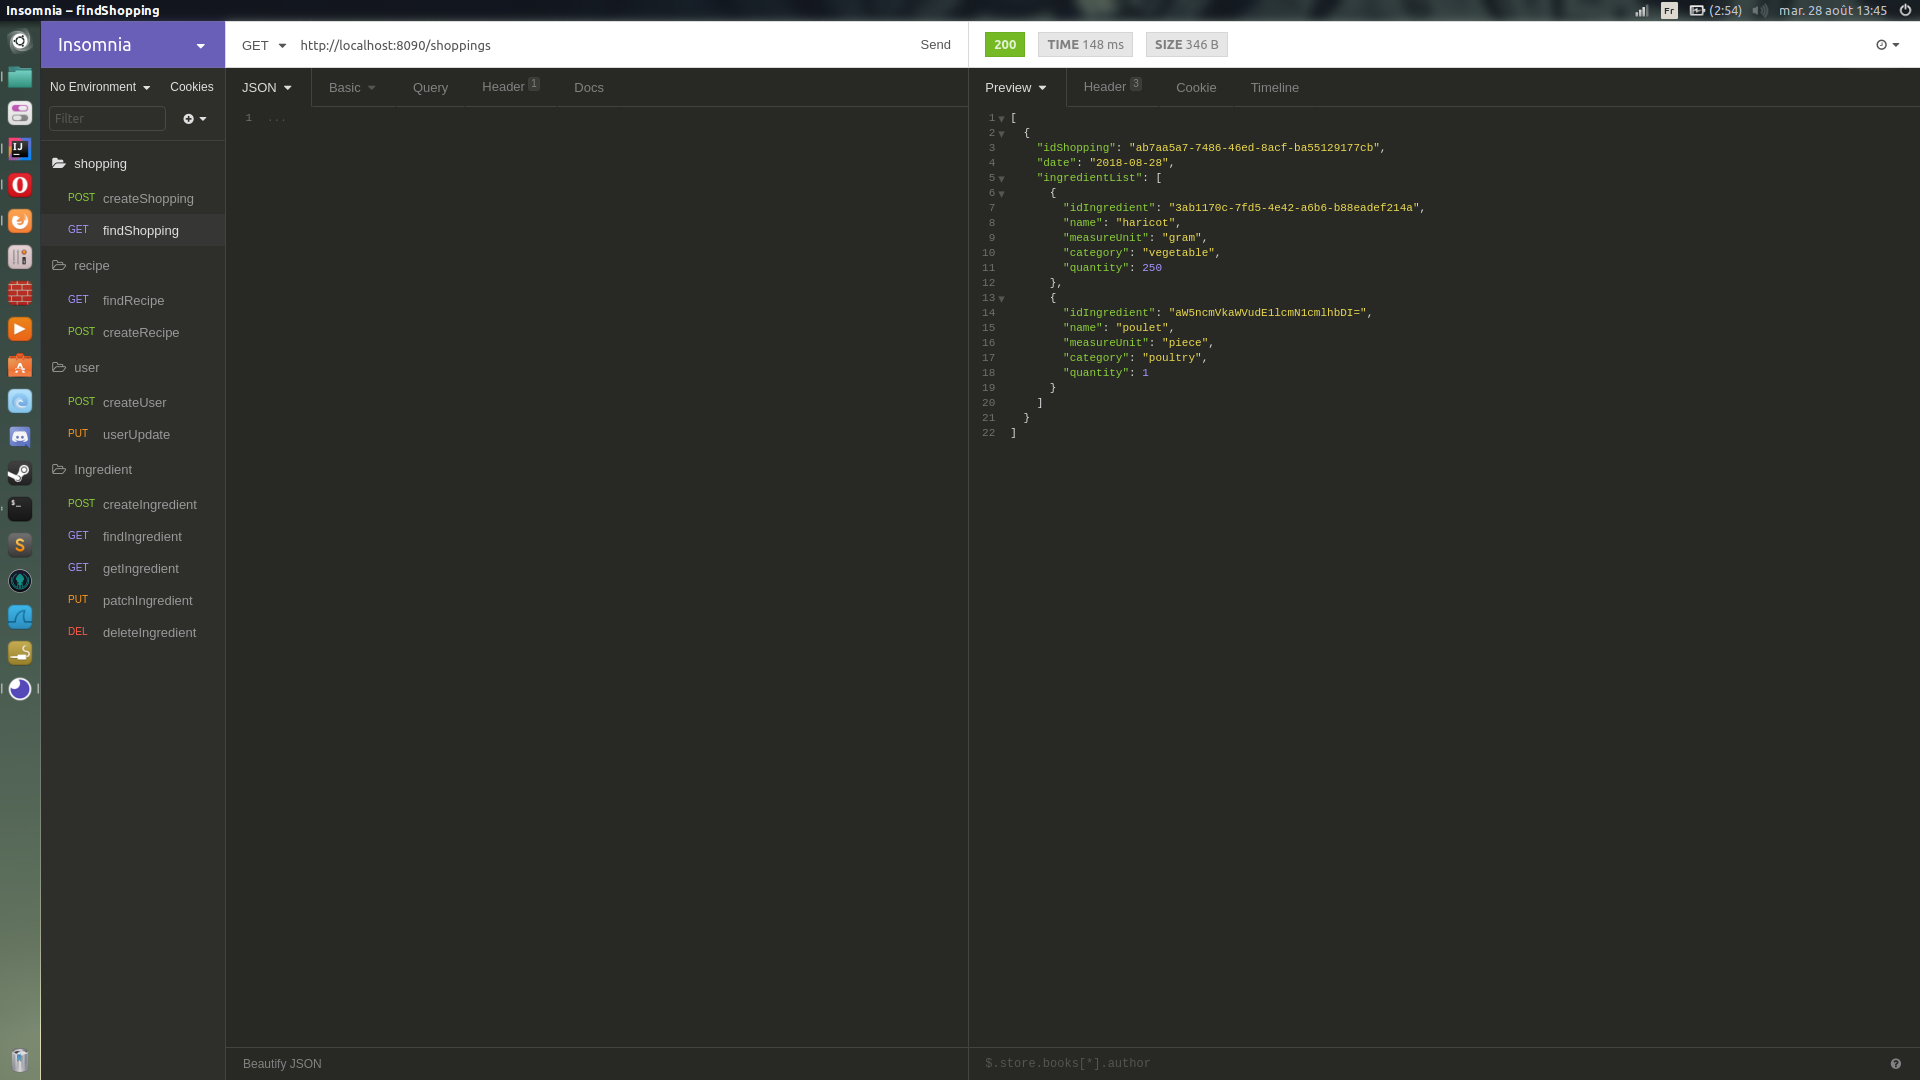 Insomnia – findShopping
Fr
(2:54)
mar. 28 août 13:45
Insomnia
GET
http://localhost:8090/shoppings
Send
200
TIME 148 ms
SIZE 346 B
No Environment
Cookies
JSON
Basic
Query
Header 1
Docs
Preview
Header 3
Cookie
Timeline
Filter
shopping
POST createShopping
GET findShopping
recipe
GET findRecipe
POST createRecipe
user
POST createUser
PUT userUpdate
Ingredient
POST createIngredient
GET findIngredient
GET getIngredient
PUT patchIngredient
DEL deleteIngredient
1 ...
1 [
2 {
3 "idShopping": "ab7aa5a7-7486-46ed-8acf-ba55129177cb",
4 "date": "2018-08-28",
5 "ingredientList": [
6 {
7 "idIngredient": "3ab1170c-7fd5-4e42-a6b6-b88eadef214a",
8 "name": "haricot",
9 "measureUnit": "gram",
10 "category": "vegetable",
11 "quantity": 250
12 },
13 {
14 "idIngredient": "aW5ncmVkaWVudE1lcmN1cmlhbDI=",
15 "name": "poulet",
16 "measureUnit": "piece",
17 "category": "poultry",
18 "quantity": 1
19 }
20 ]
21 }
22 ]
Beautify JSON
$.store.books[*].author